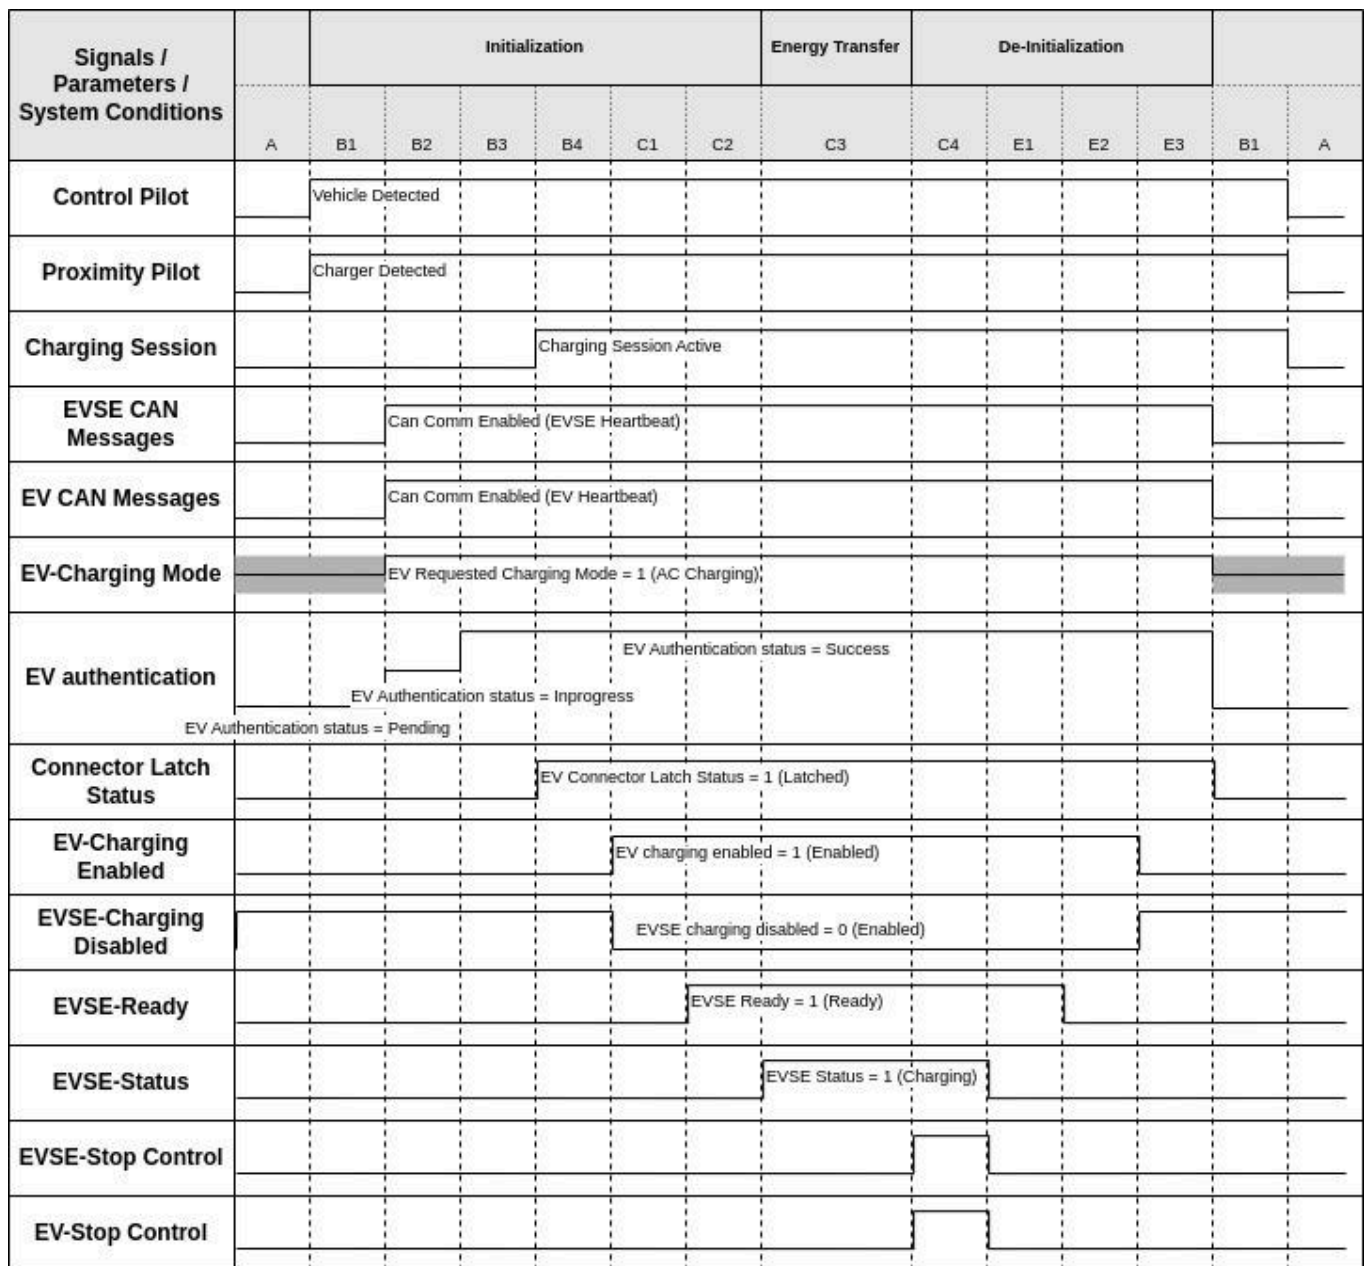 Signals /
Parameters /
System Conditions
Initialization
Energy Transfer
De-Initialization
A
B1
B2
B3
B4
C1
C2
C3
C4
E1
E2
E3
B1
A
Control Pilot
Vehicle Detected
Proximity Pilot
Charger Detected
Charging Session
Charging Session Active
EVSE CAN
Messages
Can Comm Enabled (EVSE Heartbeat)
EV CAN Messages
Can Comm Enabled (EV Heartbeat)
EV-Charging Mode
EV Requested Charging Mode = 1 (AC Charging)
EV authentication
EV Authentication status = Success
EV Authentication status = Inprogress
EV Authentication status = Pending
Connector Latch
Status
EV Connector Latch Status = 1 (Latched)
EV-Charging
Enabled
EV charging enabled = 1 (Enabled)
EVSE-Charging
Disabled
EVSE charging disabled = 0 (Enabled)
EVSE-Ready
EVSE Ready = 1 (Ready)
EVSE-Status
EVSE Status = 1 (Charging)
EVSE-Stop Control
EV-Stop Control